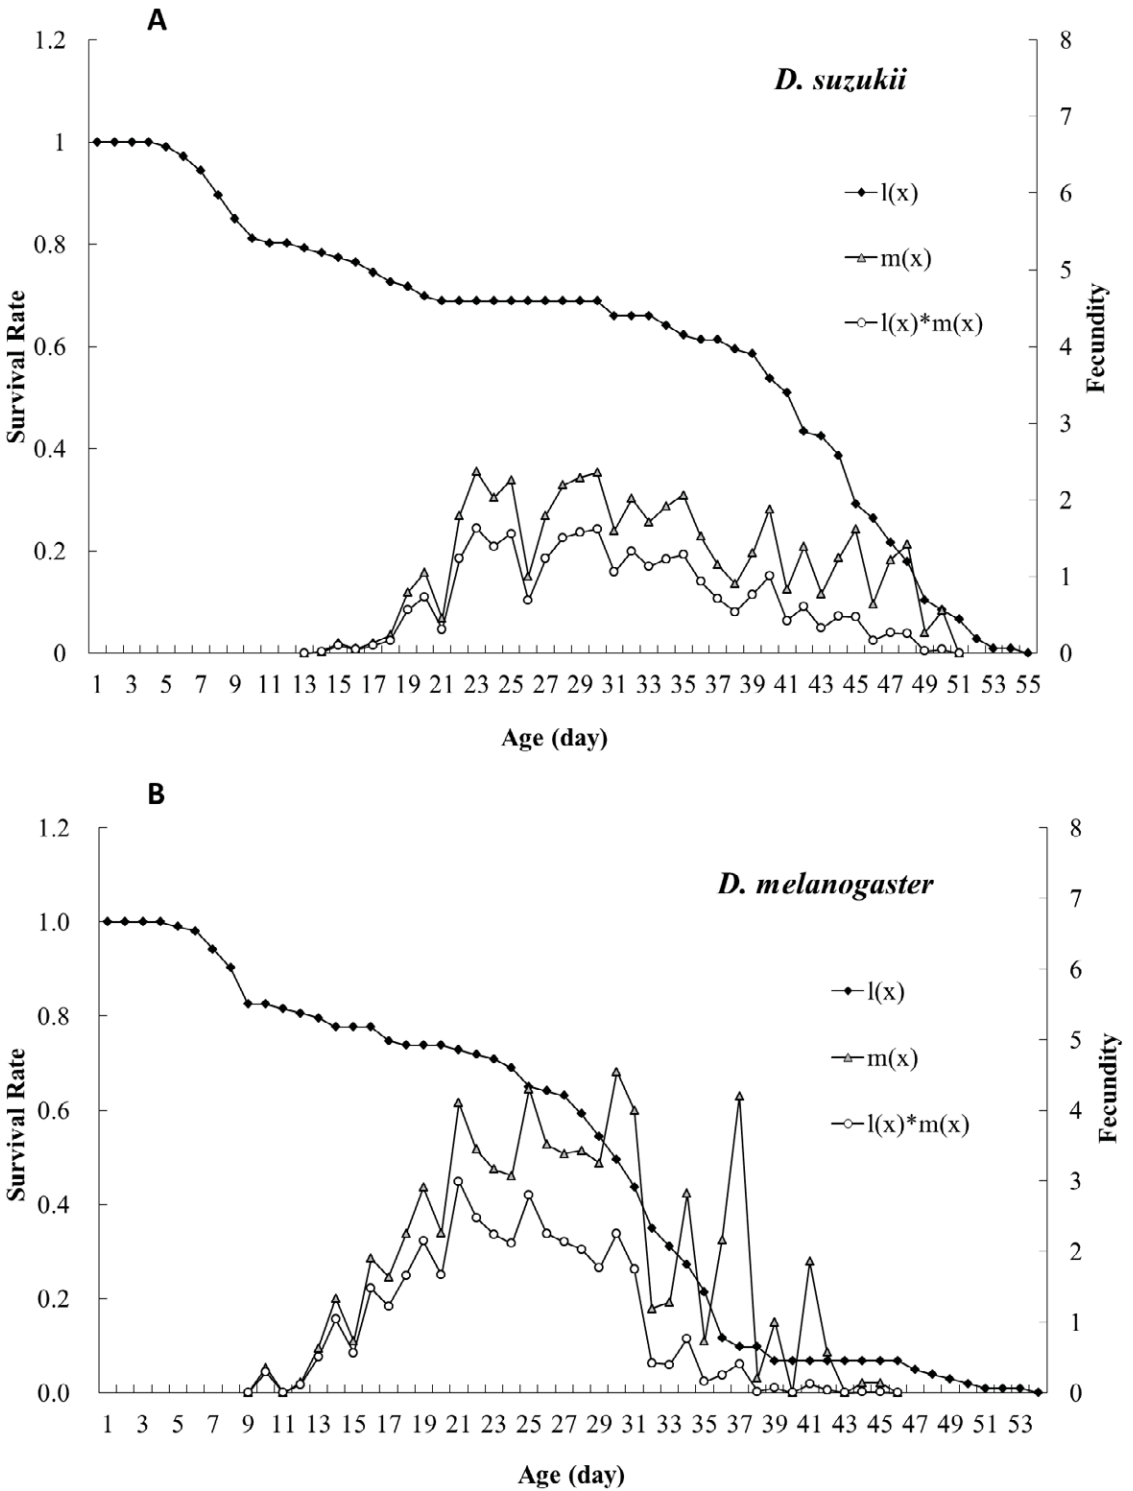 A
D. suzukii
1.2
1
0.8
0.6
0.4
0.2
0
Survival Rate
8
7
6
5
4
3
2
1
0
Fecundity
l(x)
m(x)
l(x)*m(x)
1 3 5 7 9 11 13 15 17 19 21 23 25 27 29 31 33 35 37 39 41 43 45 47 49 51 53 55
Age (day)
B
D. melanogaster
1.2
1.0
0.8
0.6
0.4
0.2
0.0
Survival Rate
8
7
6
5
4
3
2
1
0
Fecundity
l(x)
m(x)
l(x)*m(x)
1 3 5 7 9 11 13 15 17 19 21 23 25 27 29 31 33 35 37 39 41 43 45 47 49 51 53
Age (day)